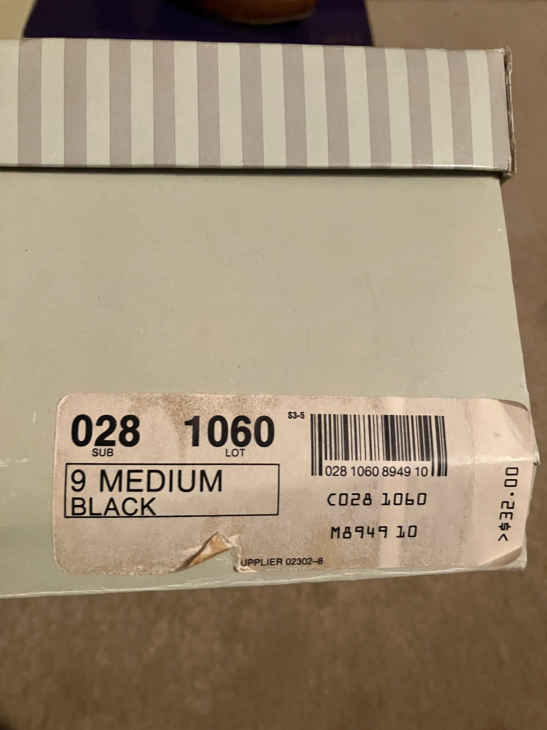 028 1060
SUB LOT
9 MEDIUM
BLACK
S3-5
028 1060 8949 10
C028 1060
M8949 10
UPPLIER 02302-8
>$32.00